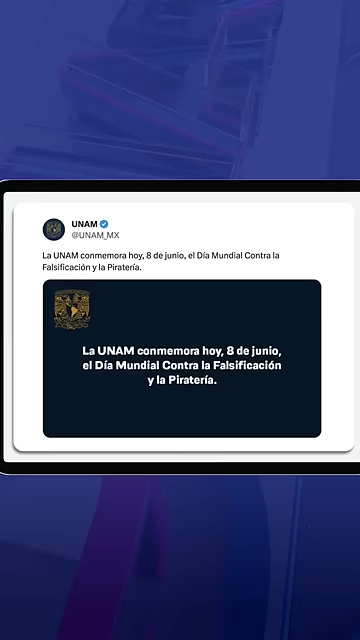 UNAM
@UNAM_MX
La UNAM conmemora hoy, 8 de junio, el Día Mundial Contra la
Falsificación y la Piratería.
La UNAM conmemora hoy, 8 de junio,
el Día Mundial Contra la Falsificación
y la Piratería.